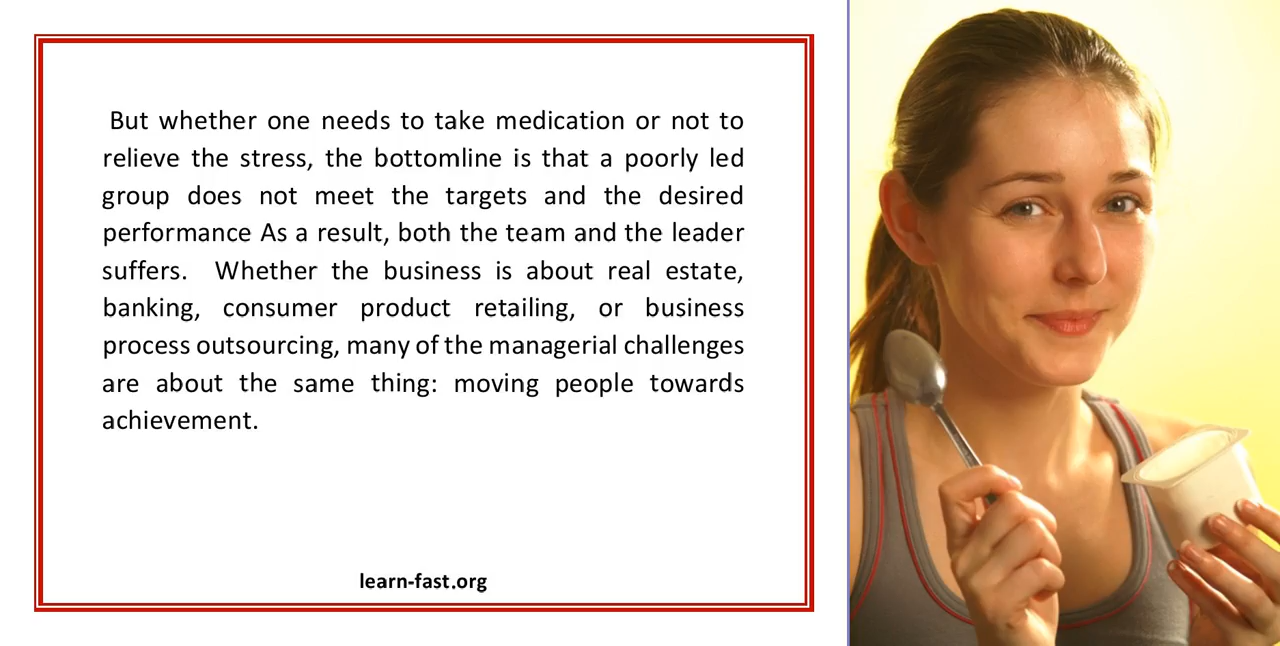 But whether one needs to take medication or not to
relieve the stress, the bottomline is that a poorly led
group does not meet the targets and the desired
performance As a result, both the team and the leader
suffers.  Whether the business is about real estate,
banking, consumer product retailing, or business
process outsourcing, many of the managerial challenges
are about the same thing: moving people towards
achievement.
learn-fast.org